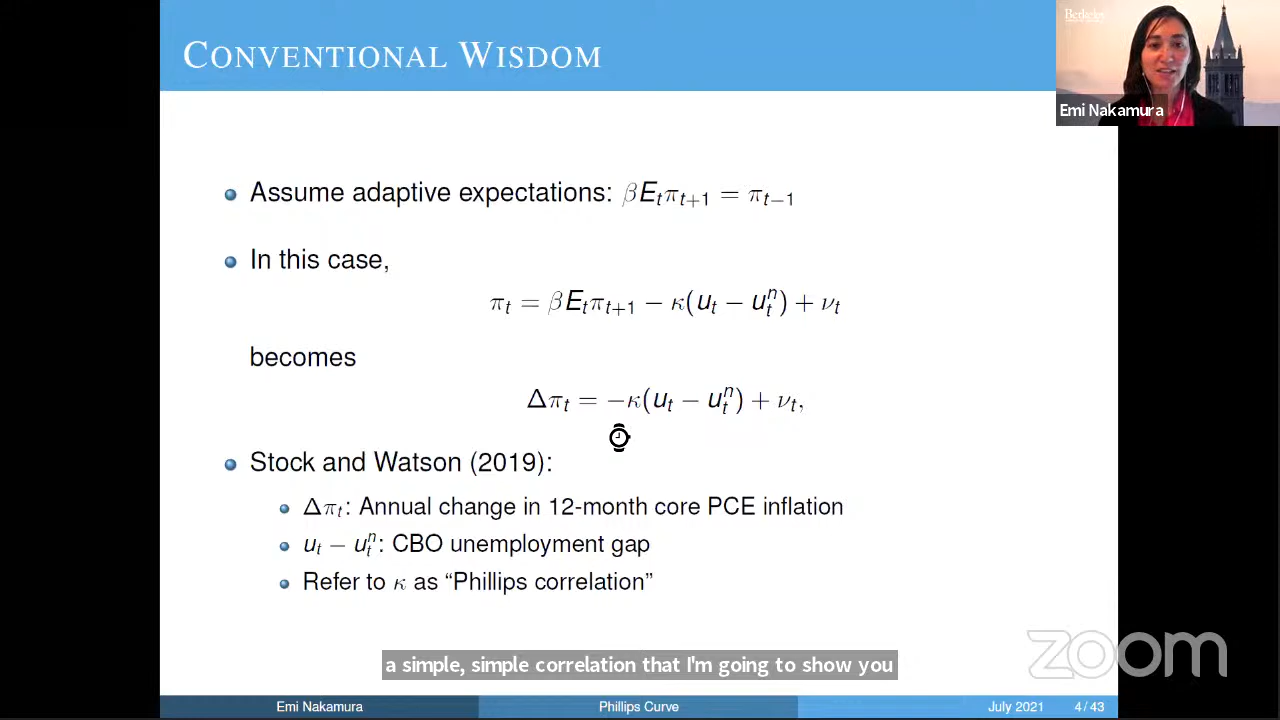 CONVENTIONAL WISDOM
Berkeley
Emi Nakamura
Assume adaptive expectations: βE_tπ_{t+1} = π_{t−1}
In this case,
π_t = βE_tπ_{t+1} − κ(u_t − u_t^n) + ν_t
becomes
Δπ_t = −κ(u_t − u_t^n) + ν_t,
Stock and Watson (2019):
Δπ_t: Annual change in 12-month core PCE inflation
u_t − u_t^n: CBO unemployment gap
Refer to κ as “Phillips correlation”
a simple, simple correlation that I'm going to show you
zoom
Emi Nakamura Phillips Curve July 2021 4 / 43